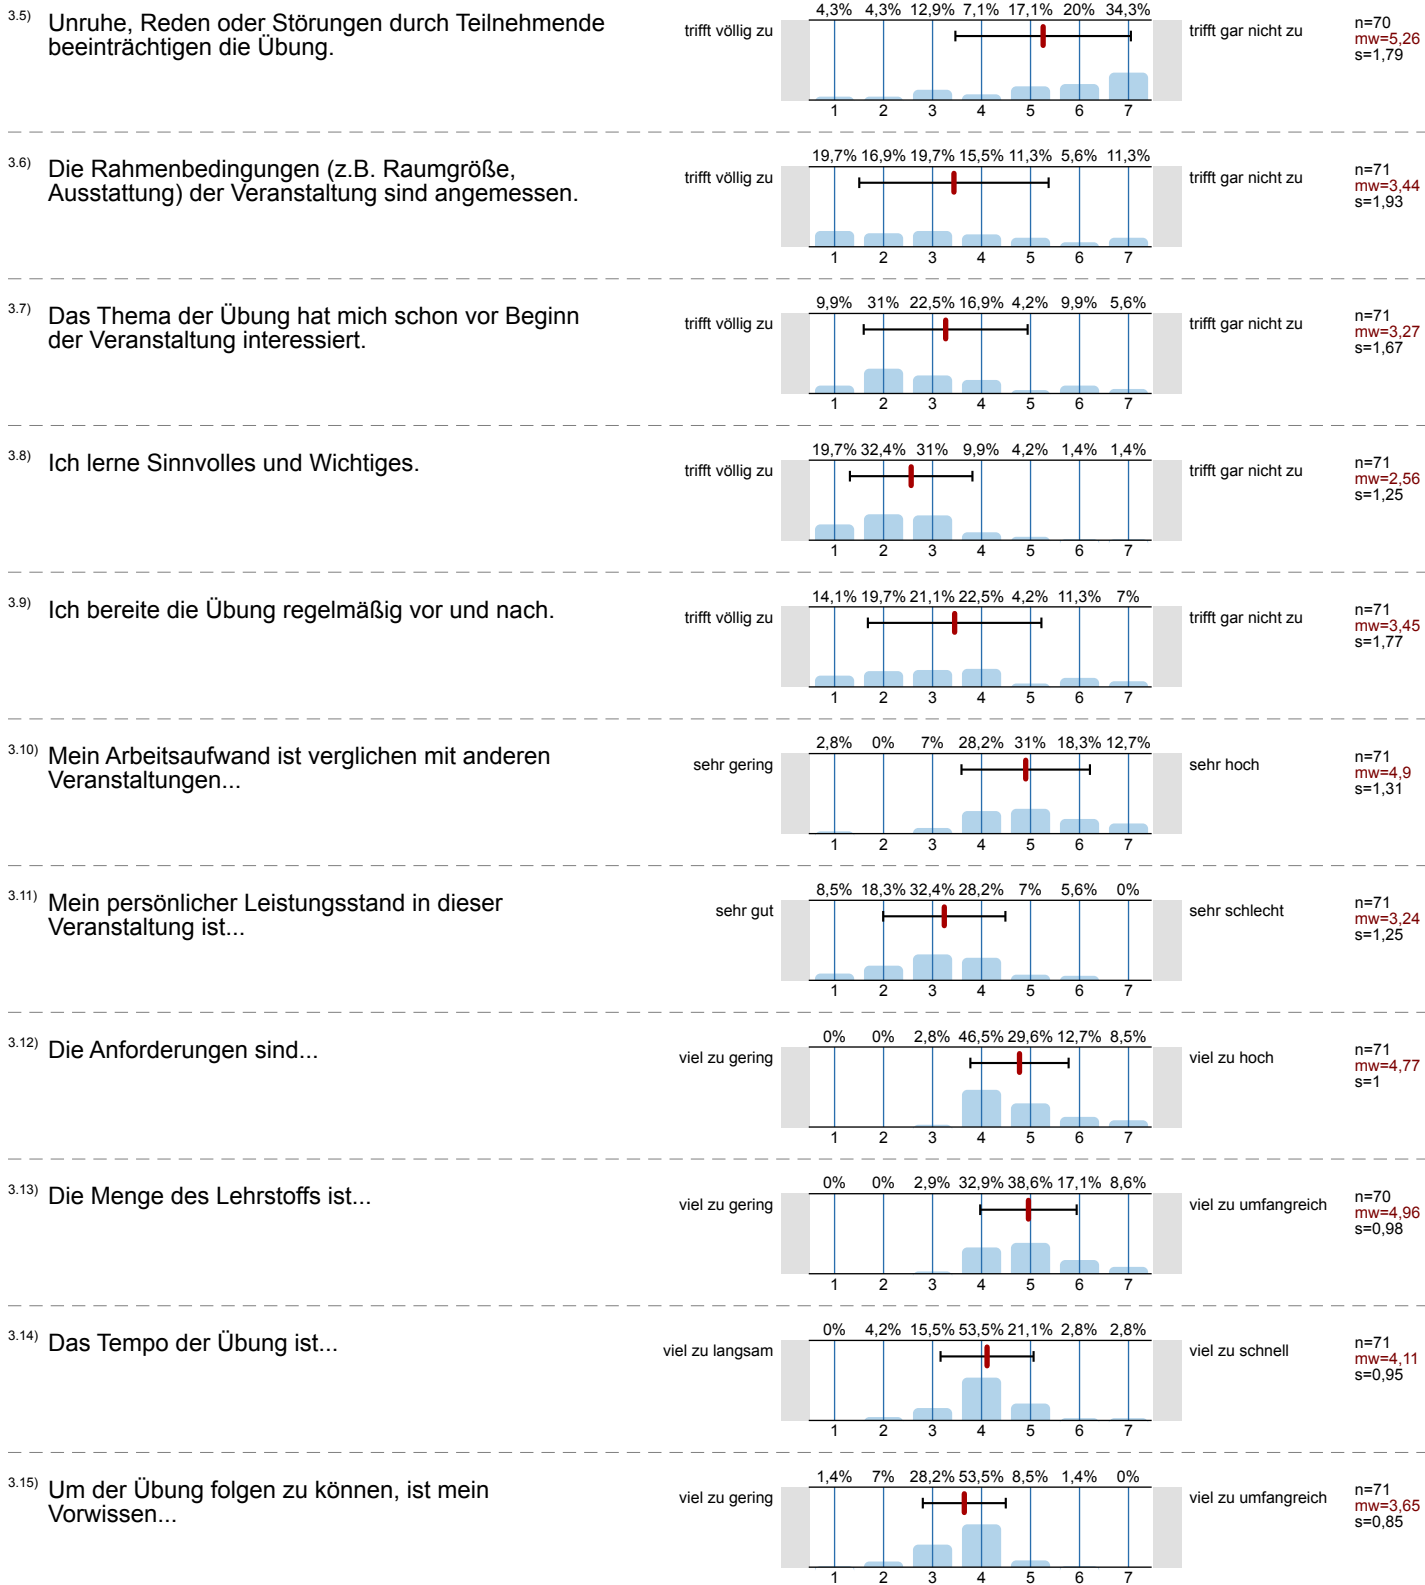 3.5) Unruhe, Reden oder Störungen durch Teilnehmende
beeinträchtigen die Übung.
trifft völlig zu
4,3% 4,3% 12,9% 7,1% 17,1% 20% 34,3%
1 2 3 4 5 6 7
trifft gar nicht zu
n=70
mw=5,26
s=1,79
3.6) Die Rahmenbedingungen (z.B. Raumgröße,
Ausstattung) der Veranstaltung sind angemessen.
trifft völlig zu
19,7% 16,9% 19,7% 15,5% 11,3% 5,6% 11,3%
1 2 3 4 5 6 7
trifft gar nicht zu
n=71
mw=3,44
s=1,93
3.7) Das Thema der Übung hat mich schon vor Beginn
der Veranstaltung interessiert.
trifft völlig zu
9,9% 31% 22,5% 16,9% 4,2% 9,9% 5,6%
1 2 3 4 5 6 7
trifft gar nicht zu
n=71
mw=3,27
s=1,67
3.8) Ich lerne Sinnvolles und Wichtiges.
trifft völlig zu
19,7% 32,4% 31% 9,9% 4,2% 1,4% 1,4%
1 2 3 4 5 6 7
trifft gar nicht zu
n=71
mw=2,56
s=1,25
3.9) Ich bereite die Übung regelmäßig vor und nach.
trifft völlig zu
14,1% 19,7% 21,1% 22,5% 4,2% 11,3% 7%
1 2 3 4 5 6 7
trifft gar nicht zu
n=71
mw=3,45
s=1,77
3.10) Mein Arbeitsaufwand ist verglichen mit anderen
Veranstaltungen...
sehr gering
2,8% 0% 7% 28,2% 31% 18,3% 12,7%
1 2 3 4 5 6 7
sehr hoch
n=71
mw=4,9
s=1,31
3.11) Mein persönlicher Leistungsstand in dieser
Veranstaltung ist...
sehr gut
8,5% 18,3% 32,4% 28,2% 7% 5,6% 0%
1 2 3 4 5 6 7
sehr schlecht
n=71
mw=3,24
s=1,25
3.12) Die Anforderungen sind...
viel zu gering
0% 0% 2,8% 46,5% 29,6% 12,7% 8,5%
1 2 3 4 5 6 7
viel zu hoch
n=71
mw=4,77
s=1
3.13) Die Menge des Lehrstoffs ist...
viel zu gering
0% 0% 2,9% 32,9% 38,6% 17,1% 8,6%
1 2 3 4 5 6 7
viel zu umfangreich
n=70
mw=4,96
s=0,98
3.14) Das Tempo der Übung ist...
viel zu langsam
0% 4,2% 15,5% 53,5% 21,1% 2,8% 2,8%
1 2 3 4 5 6 7
viel zu schnell
n=71
mw=4,11
s=0,95
3.15) Um der Übung folgen zu können, ist mein
Vorwissen...
viel zu gering
1,4% 7% 28,2% 53,5% 8,5% 1,4% 0%
1 2 3 4 5 6 7
viel zu umfangreich
n=71
mw=3,65
s=0,85